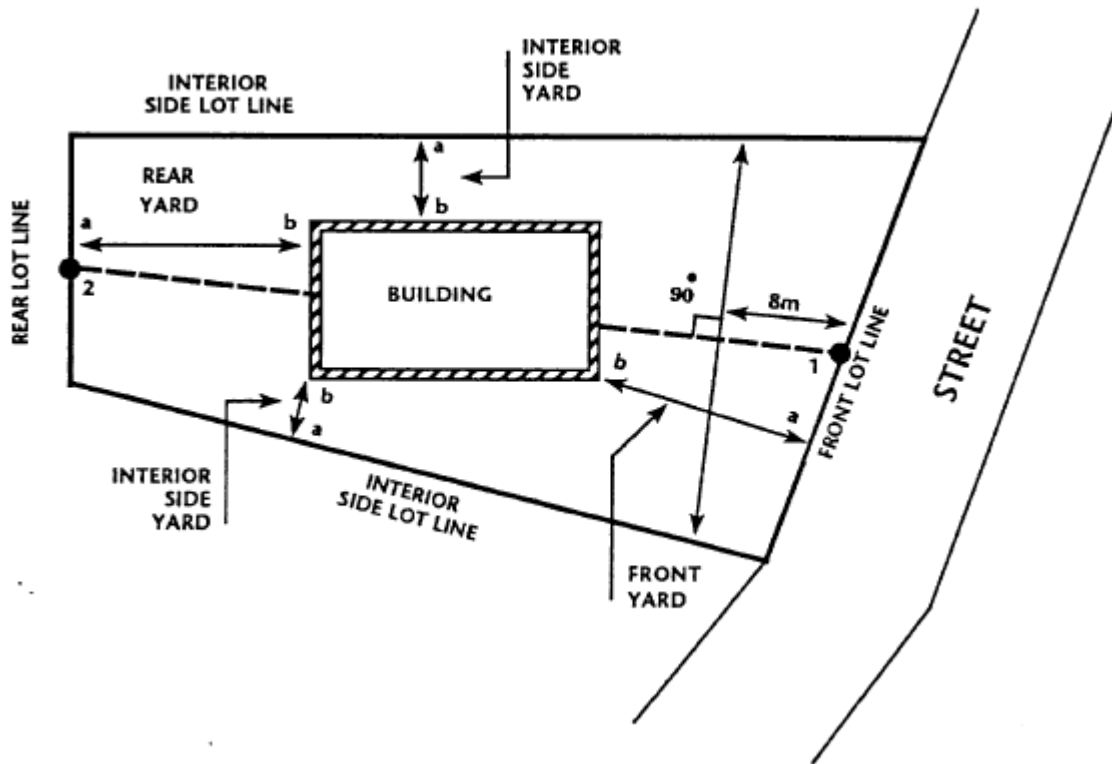 INTERIOR
SIDE
YARD
INTERIOR
SIDE LOT LINE
a
REAR
YARD
b
a
b
REAR LOT LINE
2
BUILDING
90°
8m
1
FRONT LOT LINE
STREET
b
a
b
a
INTERIOR
SIDE
YARD
INTERIOR
SIDE LOT LINE
FRONT
YARD